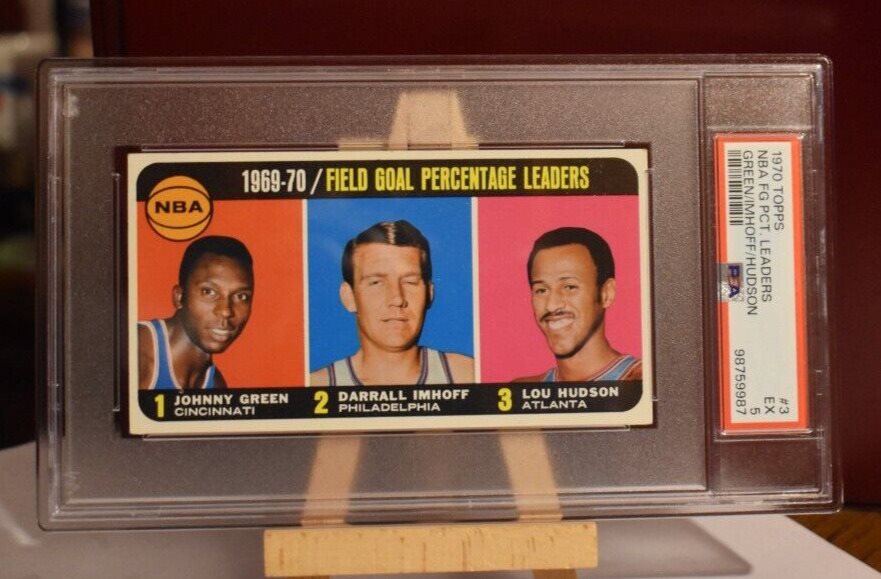 1969-70 / FIELD GOAL PERCENTAGE LEADERS
NBA
1 JOHNNY GREEN
CINCINNATI
2 DARRALL IMHOFF
PHILADELPHIA
3 LOU HUDSON
ATLANTA
1970 TOPPS
NBA FG PCT. LEADERS
GREEN/IMHOFF/HUDSON
#3
EX
5
PSA
98759987